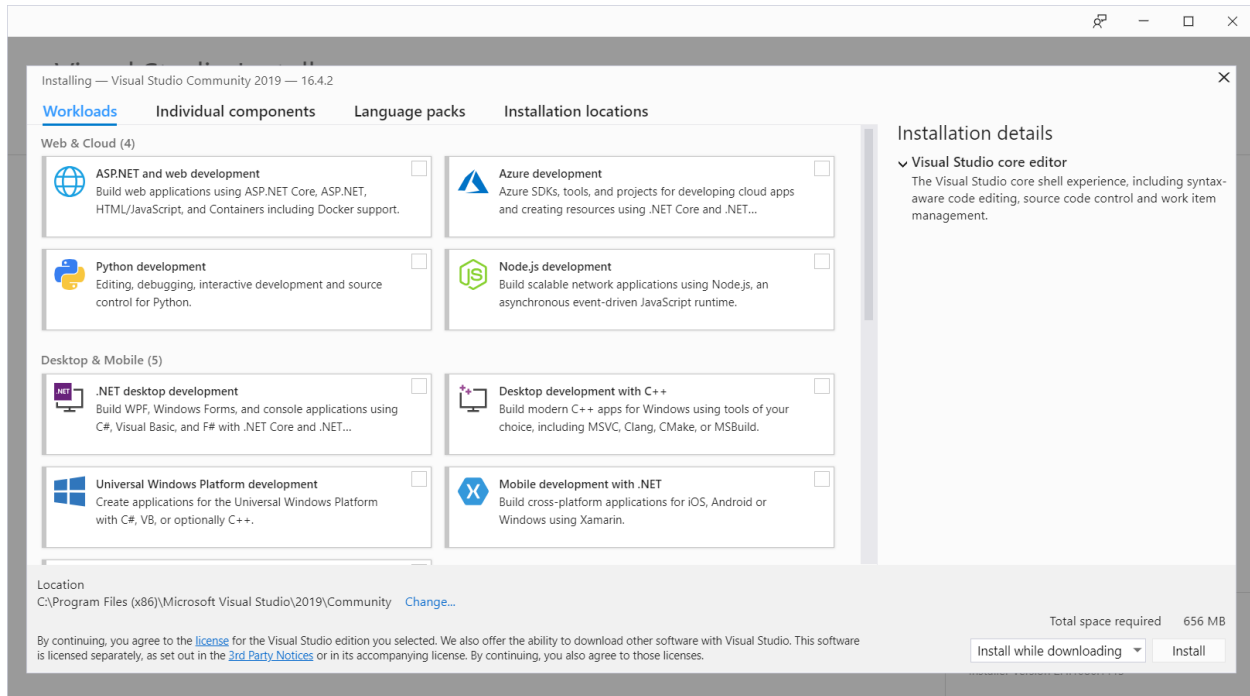 Installing — Visual Studio Community 2019 — 16.4.2
Workloads
Individual components
Language packs
Installation locations
Web & Cloud (4)
ASP.NET and web development
Build web applications using ASP.NET Core, ASP.NET,
HTML/JavaScript, and Containers including Docker support.
Azure development
Azure SDKs, tools, and projects for developing cloud apps
and creating resources using .NET Core and .NET...
Python development
Editing, debugging, interactive development and source
control for Python.
JS
Node.js development
Build scalable network applications using Node.js, an
asynchronous event-driven JavaScript runtime.
Desktop & Mobile (5)
.NET
.NET desktop development
Build WPF, Windows Forms, and console applications using
C#, Visual Basic, and F# with .NET Core and .NET...
Desktop development with C++
Build modern C++ apps for Windows using tools of your
choice, including MSVC, Clang, CMake, or MSBuild.
Universal Windows Platform development
Create applications for the Universal Windows Platform
with C#, VB, or optionally C++.
Mobile development with .NET
Build cross-platform applications for iOS, Android or
Windows using Xamarin.
Installation details
Visual Studio core editor
The Visual Studio core shell experience, including syntax-
aware code editing, source code control and work item
management.
Location
C:\Program Files (x86)\Microsoft Visual Studio\2019\Community Change...
Total space required 656 MB
By continuing, you agree to the license for the Visual Studio edition you selected. We also offer the ability to download other software with Visual Studio. This software
is licensed separately, as set out in the 3rd Party Notices or in its accompanying license. By continuing, you also agree to those licenses.
Install while downloading
Install